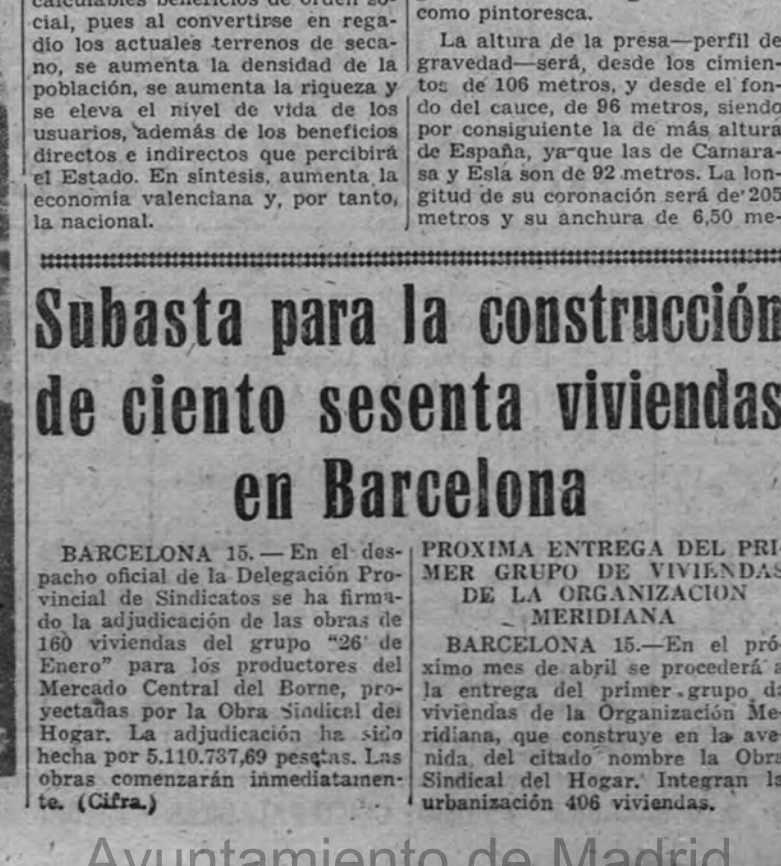 cial, pues al convertirse en rega-
dío los actuales terrenos de seca-
no, se aumenta la densidad de la
población, se aumenta la riqueza y
se eleva el nivel de vida de los
usuarios, además de los beneficios
directos e indirectos que percibirá
el Estado. En síntesis, aumenta la
economía valenciana y, por tanto,
la nacional.
como pintoresca.
La altura de la presa—perfil de
gravedad—será, desde los cimien-
tos de 106 metros, y desde el fon-
do del cauce, de 96 metros, siendo
por consiguiente la de más altura
de España, ya que las de Camara-
sa y Esla son de 92 metros. La lon-
gitud de su coronación será de 205
metros y su anchura de 6,50 me-
Subasta para la construcción
de ciento sesenta viviendas
en Barcelona
BARCELONA 15. — En el des-
pacho oficial de la Delegación Pro-
vincial de Sindicatos se ha firma-
do la adjudicación de las obras de
160 viviendas del grupo "26 de
Enero" para los productores del
Mercado Central del Borne, pro-
yectadas por la Obra Sindical del
Hogar. La adjudicación ha sido
hecha por 5.110.737,69 pesetas. Las
obras comenzarán inmediatamen-
te. (Cifra.)
PROXIMA ENTREGA DEL PRI-
MER GRUPO DE VIVIENDAS
DE LA ORGANIZACION
MERIDIANA
BARCELONA 15.—En el pró-
ximo mes de abril se procederá a
la entrega del primer grupo de
viviendas de la Organización Me-
ridiana, que construye en la ave-
nida del citado nombre la Obra
Sindical del Hogar. Integran la
urbanización 406 viviendas.
Ayuntamiento de Madrid